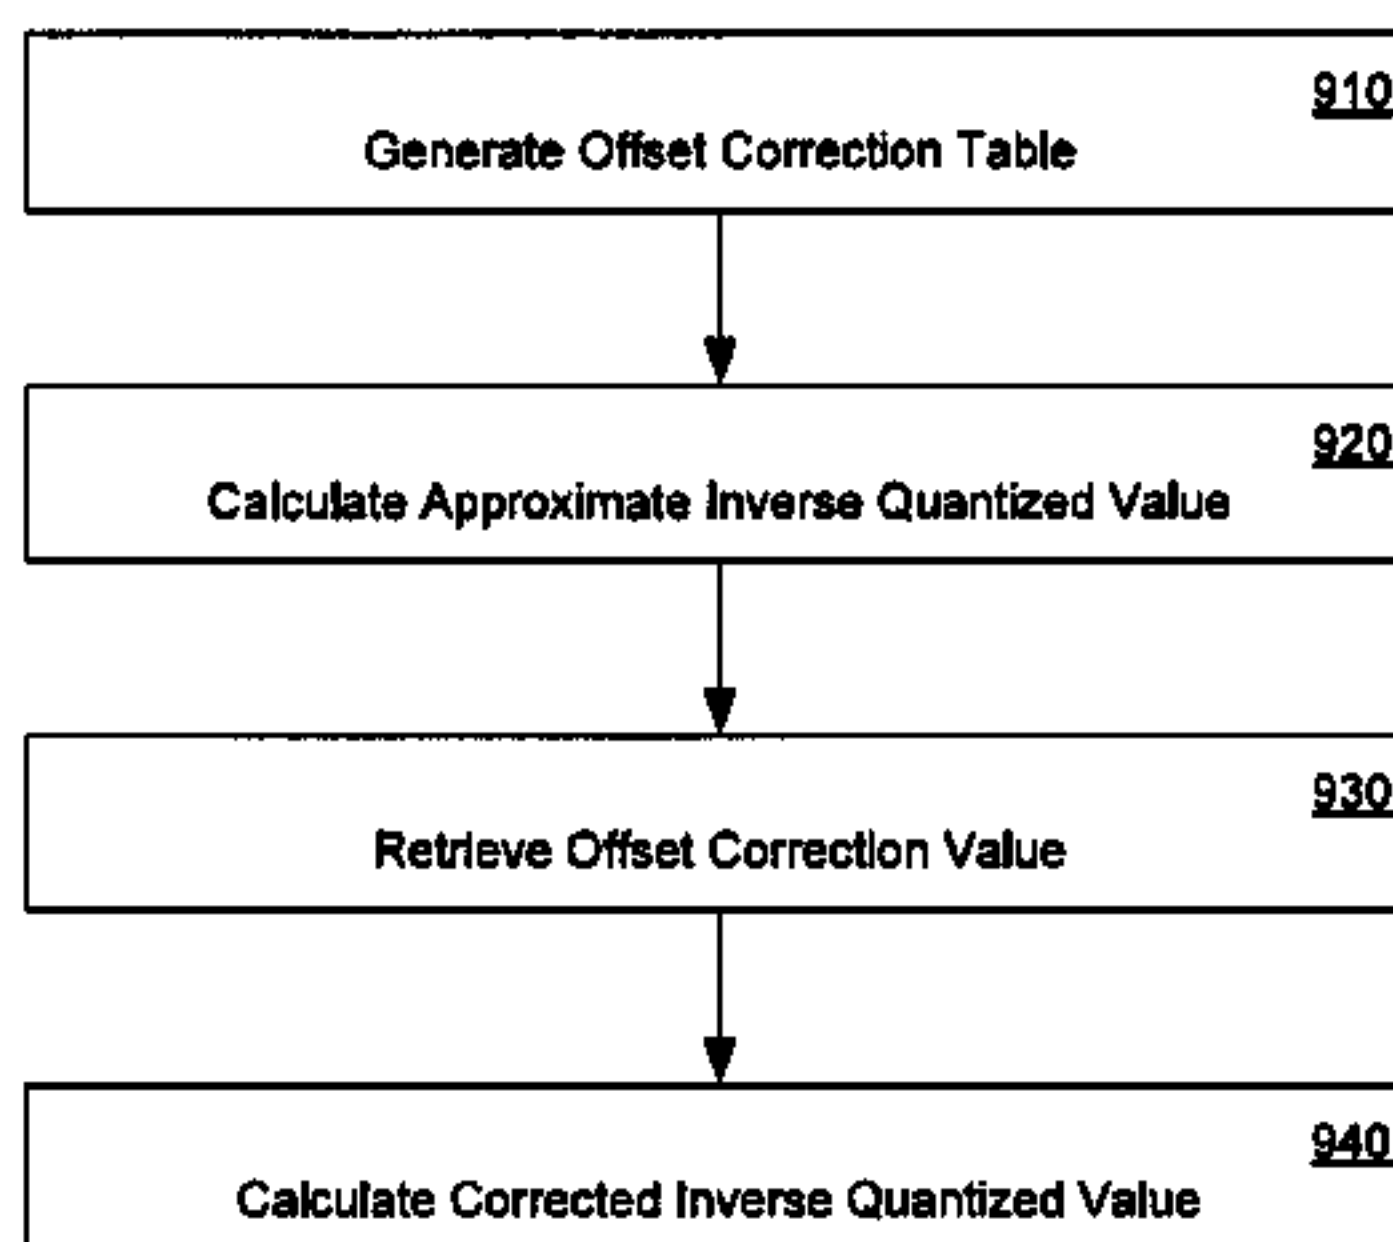 910
Generate Offset Correction Table
920
Calculate Approximate Inverse Quantized Value
930
Retrieve Offset Correction Value
940
Calculate Corrected Inverse Quantized Value